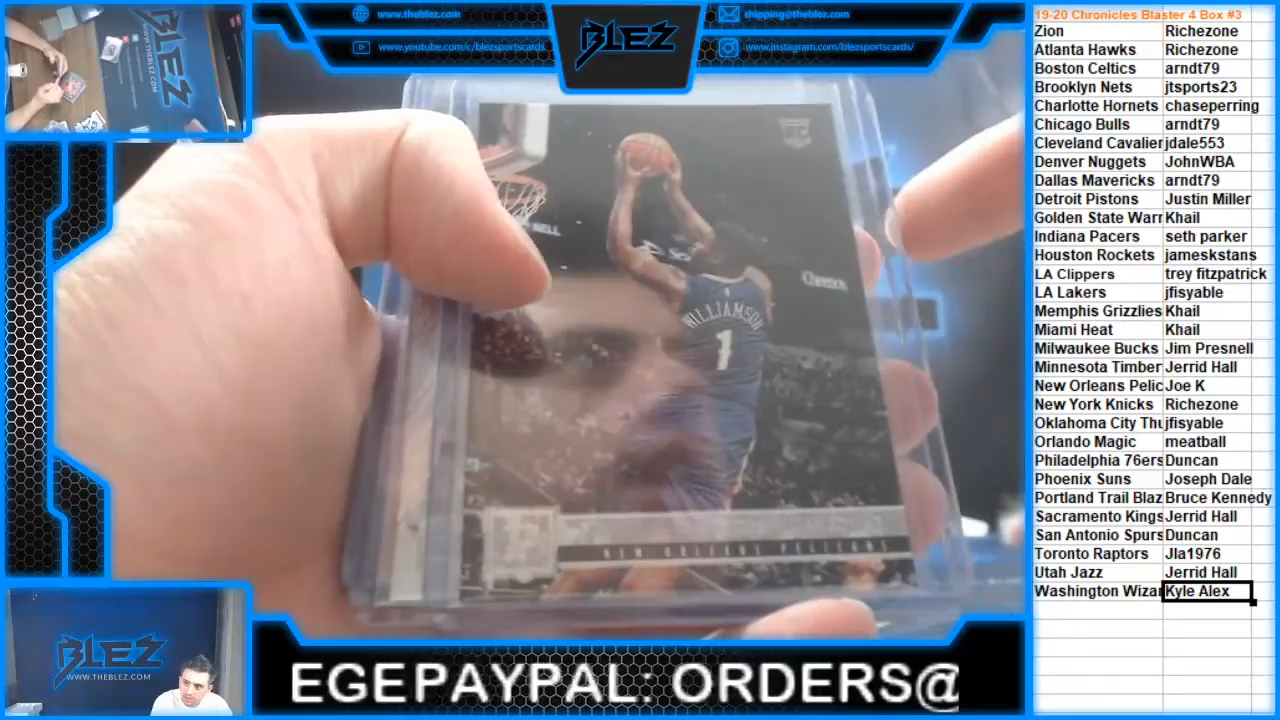 www.theblez.com
shipping@theblez.com
www.youtube.com/c/blezsportscards
www.instagram.com/blezsportscards/
BLEZ
BLEZ
WILLIAMSON
1
NEW ORLEANS PELICANS
BLEZ
WWW.THEBLEZ.COM
EGEPAYPAL: ORDERS@
19-20 Chronicles Blaster 4 Box #3
Zion Richezone
Atlanta Hawks Richezone
Boston Celtics arndt79
Brooklyn Nets jtsports23
Charlotte Hornets chaseperring
Chicago Bulls arndt79
Cleveland Cavalier jdale553
Denver Nuggets JohnWBA
Dallas Mavericks arndt79
Detroit Pistons Justin Miller
Golden State Warr Khail
Indiana Pacers seth parker
Houston Rockets jameskstans
LA Clippers trey fitzpatrick
LA Lakers jfisyable
Memphis Grizzlies Khail
Miami Heat Khail
Milwaukee Bucks Jim Presnell
Minnesota Timber Jerrid Hall
New Orleans Pelic Joe K
New York Knicks Richezone
Oklahoma City Thu jfisyable
Orlando Magic meatball
Philadelphia 76ers Duncan
Phoenix Suns Joseph Dale
Portland Trail Blaz Bruce Kennedy
Sacramento Kings Jerrid Hall
San Antonio Spurs Duncan
Toronto Raptors Jla1976
Utah Jazz Jerrid Hall
Washington Wizar Kyle Alex